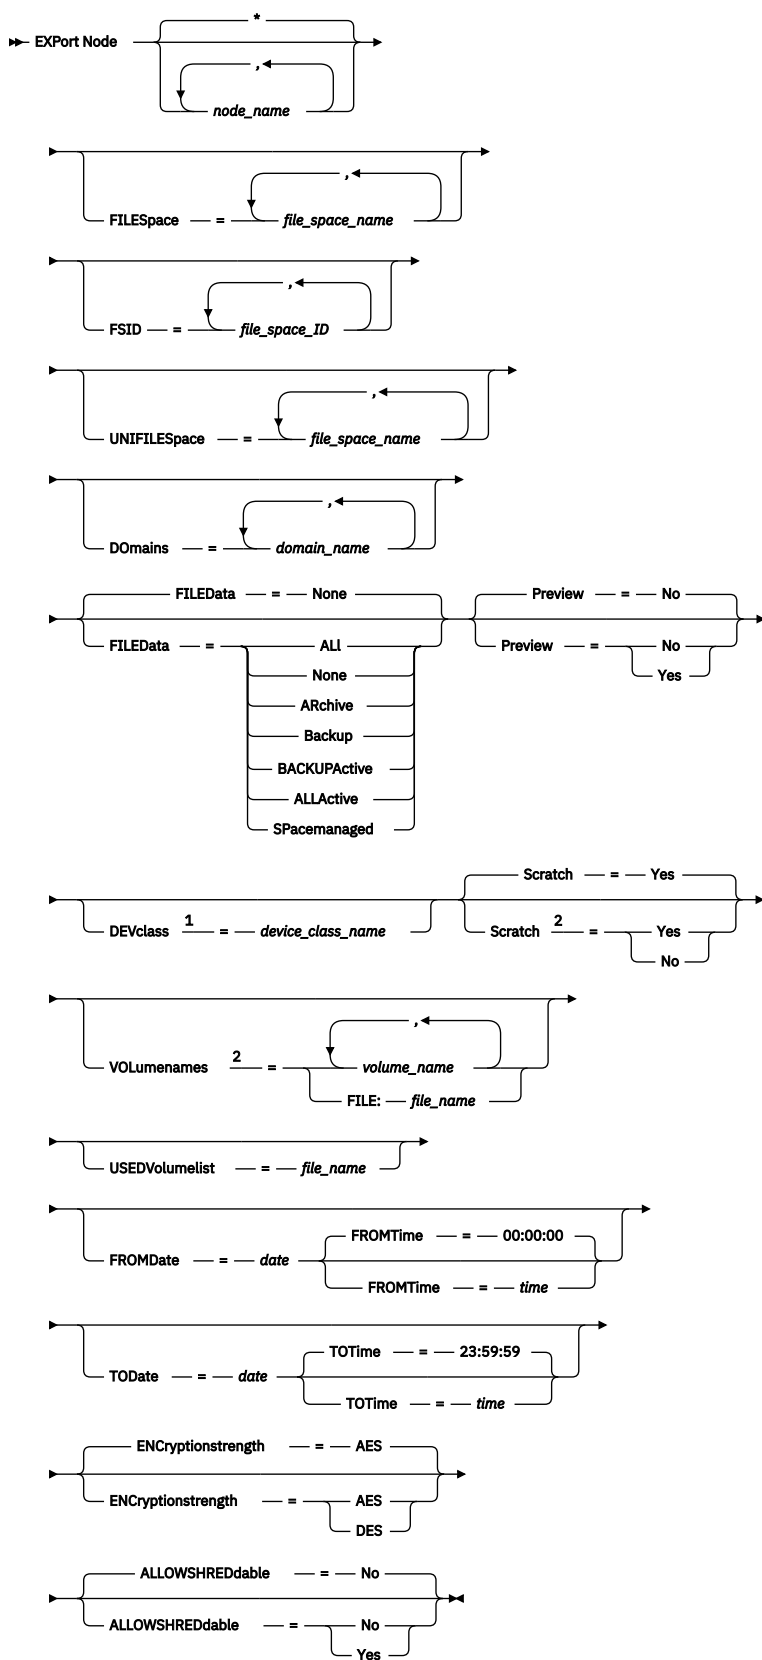 *
EXPort Node
,
node_name
,
FILESpace = file_space_name
,
FSID = file_space_ID
,
UNIFILESpace = file_space_name
,
DOmains = domain_name
FILEData = None Preview = No
FILEData = ALl Preview = No
None Yes
ARchive
Backup
BACKUPActive
ALLActive
SPacemanaged
Scratch = Yes
DEVclass 1 = device_class_name Scratch 2 = Yes
No
,
VOLumenames 2 = volume_name
FILE: file_name
USEDVolumelist = file_name
FROMTime = 00:00:00
FROMDate = date
FROMTime = time
TOTime = 23:59:59
TODate = date
TOTime = time
ENCryptionstrength = AES
ENCryptionstrength = AES
DES
ALLOWSHREDdable = No
ALLOWSHREDdable = No
Yes